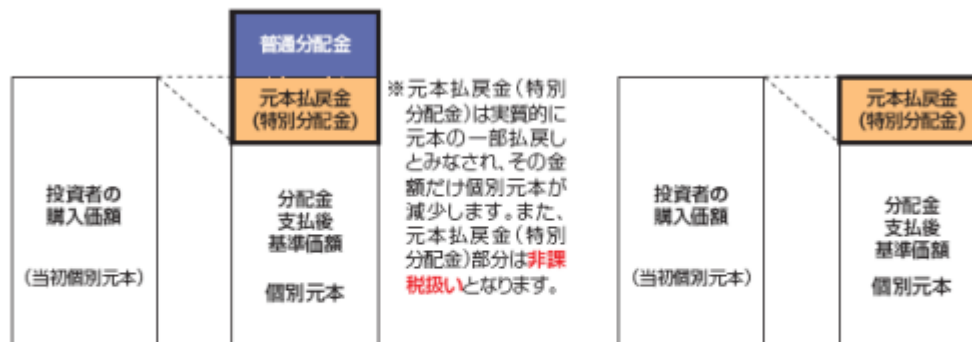 普通分配金
元本払戻金
(特別分配金)
投資者の
購入価額
(当初個別元本)
分配金
支払後
基準価額
個別元本
※元本払戻金(特別
分配金)は実質的に
元本の一部払戻し
とみなされ、その金
額だけ個別元本が
減少します。また、
元本払戻金(特別
分配金)部分は非課
税扱いとなります。
投資者の
購入価額
(当初個別元本)
元本払戻金
(特別分配金)
分配金
支払後
基準価額
個別元本